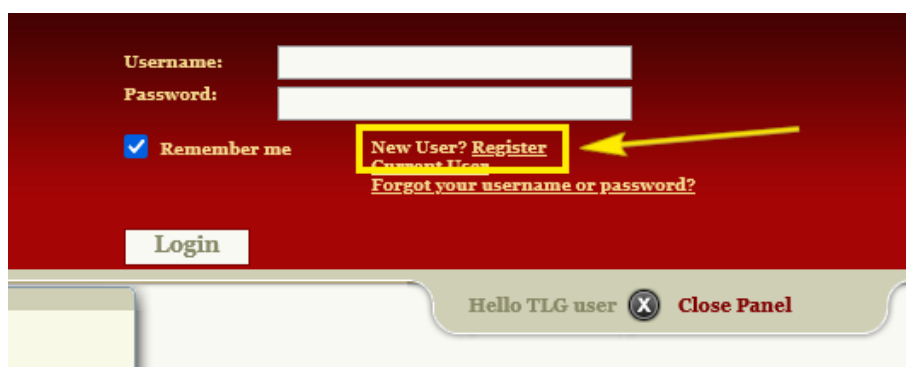 Username:
Password:
Remember me
New User? Register
Current User
Forgot your username or password?
Login
Hello TLG user X Close Panel